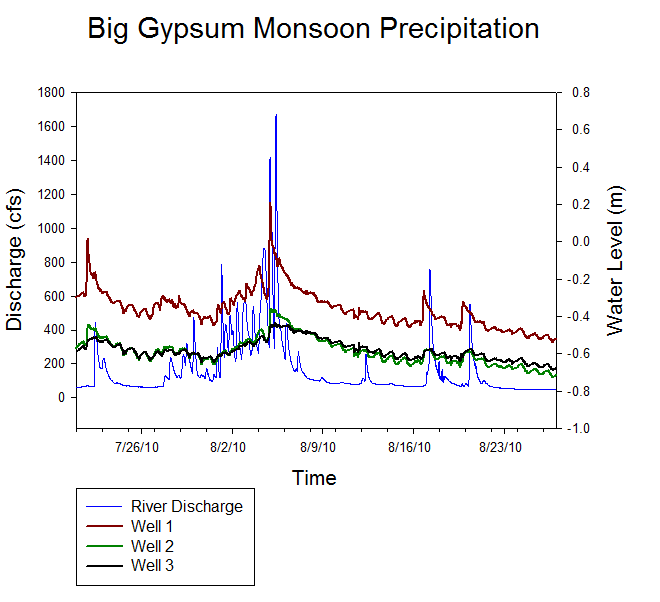 Big Gypsum Monsoon Precipitation
1800
1600
1400
1200
1000
800
600
400
200
0
Discharge (cfs)
0.8
0.6
0.4
0.2
0.0
-0.2
-0.4
-0.6
-0.8
-1.0
Water Level (m)
7/26/10 8/2/10 8/9/10 8/16/10 8/23/10
Time
River Discharge
Well 1
Well 2
Well 3